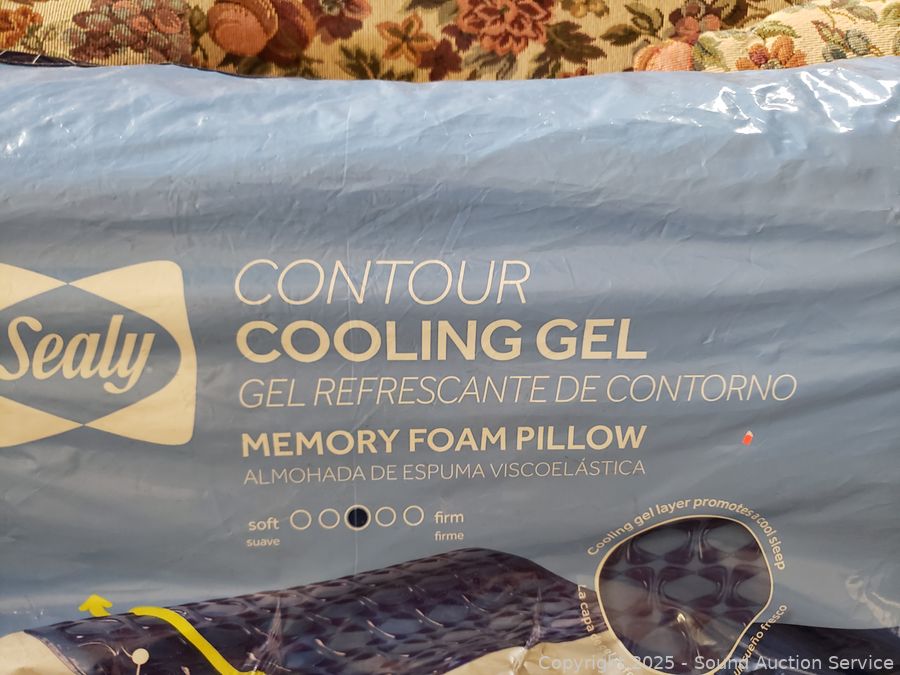 Sealy
CONTOUR
COOLING GEL
GEL REFRESCANTE DE CONTORNO
MEMORY FOAM PILLOW
ALMOHADA DE ESPUMA VISCOELÁSTICA
soft firm
suave firme
Cooling gel layer promotes a cool sleep
La capa
sueño fresco
Copyright 2025 - Sound Auction Service